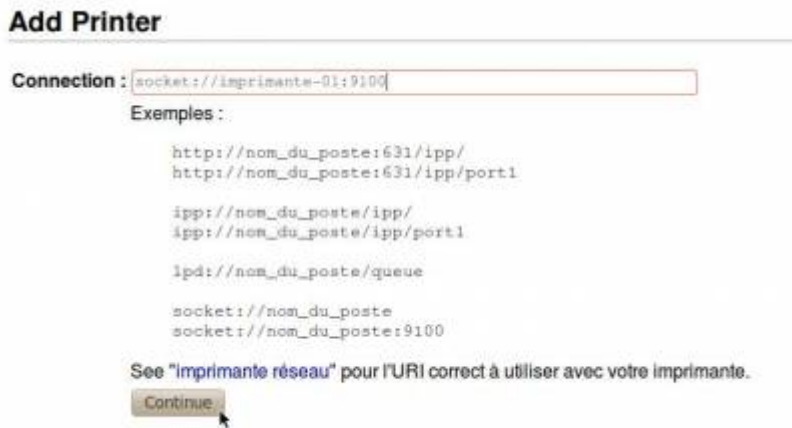 Add Printer
Connection : socket://imprimante-01:9100
Exemples :
http://nom_du_poste:631/ipp/
http://nom_du_poste:631/ipp/port1
ipp://nom_du_poste/ipp/
ipp://nom_du_poste/ipp/port1
lpd://nom_du_poste/queue
socket://nom_du_poste
socket://nom_du_poste:9100
See "imprimante réseau" pour l'URI correct à utiliser avec votre imprimante.
Continue